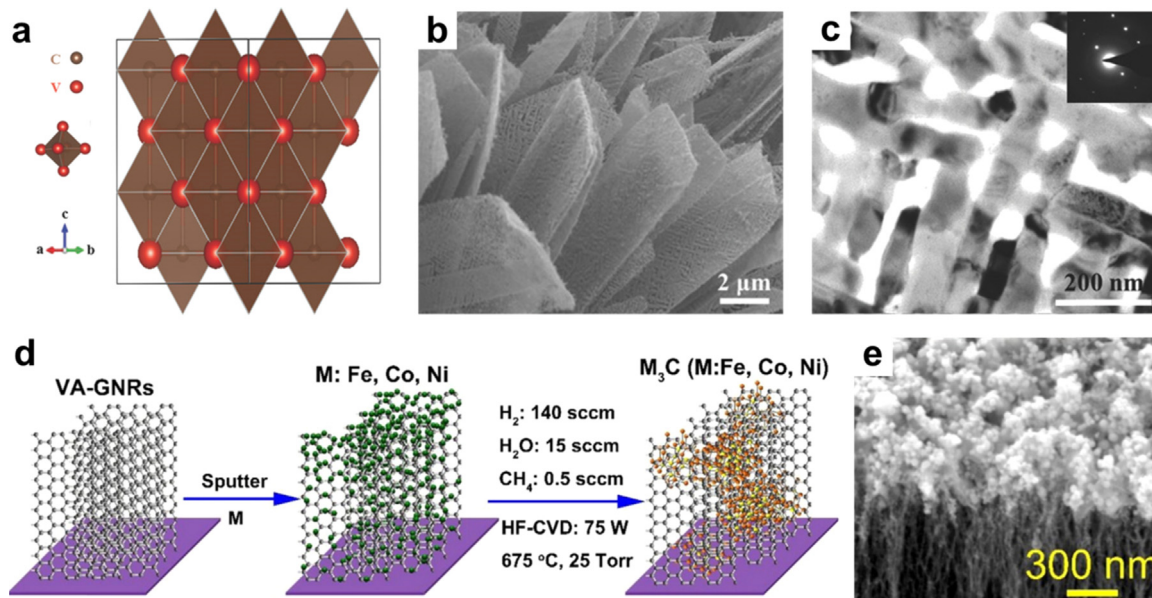 a
C
V
c
a
b
b
2 μm
c
200 nm
d
VA-GNRs
Sputter
M
M: Fe, Co, Ni
H₂: 140 sccm
H₂O: 15 sccm
CH₄: 0.5 sccm
HF-CVD: 75 W
675 °C, 25 Torr
M₃C (M:Fe, Co, Ni)
e
300 nm